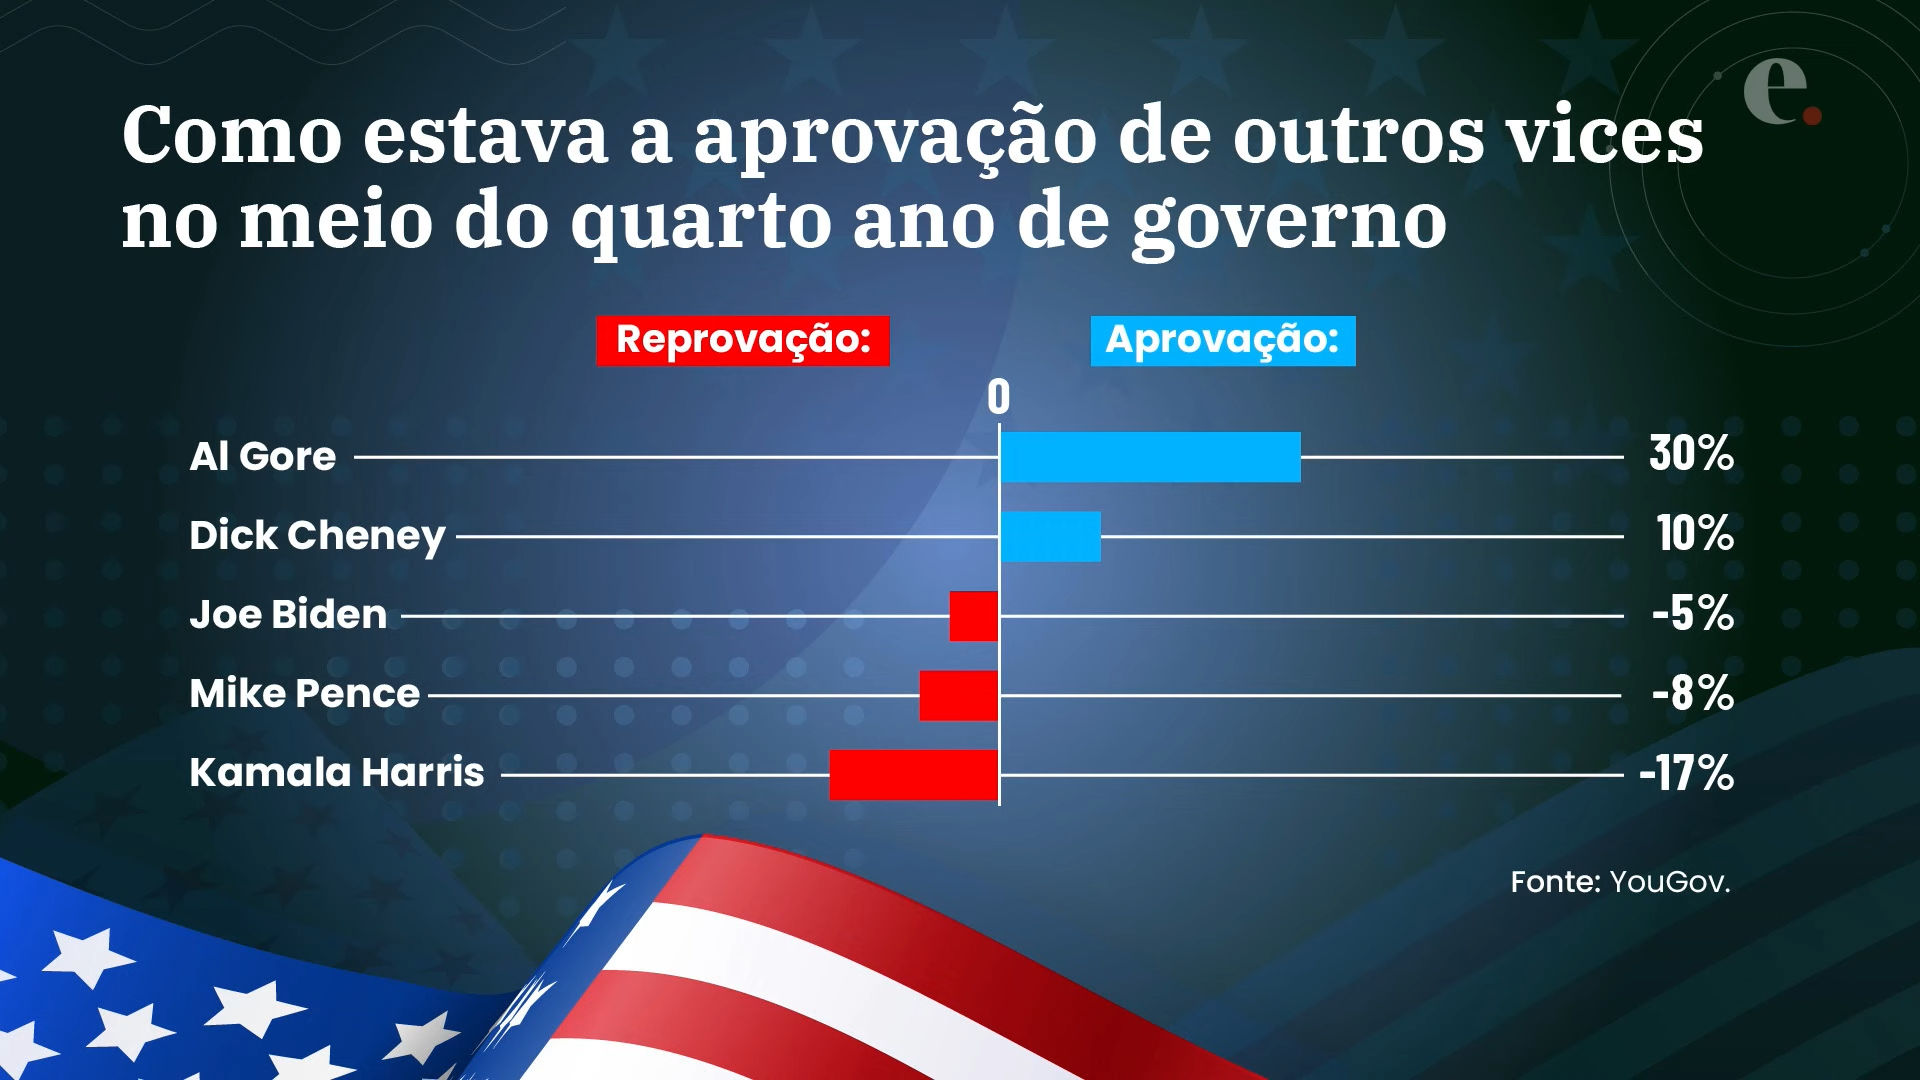 e.
Como estava a aprovação de outros vices
no meio do quarto ano de governo
Reprovação: Aprovação:
0
Al Gore 30%
Dick Cheney 10%
Joe Biden -5%
Mike Pence -8%
Kamala Harris -17%
Fonte: YouGov.